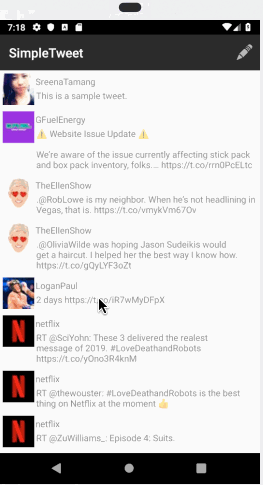 7:18
SimpleTweet
SreenaTamang
This is a sample tweet.
GFuelEnergy
⚠️ Website Issue Update ⚠️
We're aware of the issue currently affecting stick pack
and box pack inventory, folks... https://t.co/rrn0PcELtc
TheEllenShow
.@RobLowe is my neighbor. When he's not headlining in
Vegas, that is. https://t.co/vmykVm67Ov
TheEllenShow
.@OliviaWilde was hoping Jason Sudeikis would
get a haircut. I helped her the best way I know how.
https://t.co/gQyLYF3oZt
LoganPaul
2 days https://t.co/iR7wMyDFpX
netflix
RT @SciYohn: These 3 delivered the realest
message of 2019. #LoveDeathandRobots
https://t.co/yOno3R4knM
netflix
RT @thewouster: #LoveDeathandRobots is the best
thing on Netflix at the moment 👍
netflix
RT @ZuWilliams_: Episode 4: Suits.